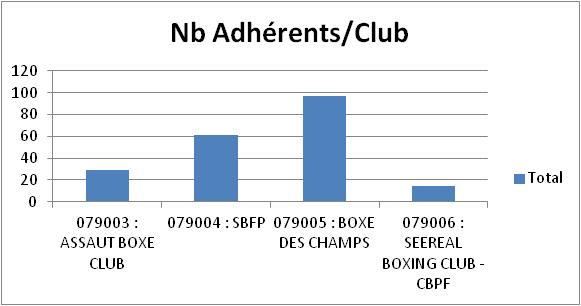 Nb Adhérents/Club
120
100
80
60
40
20
0
079003 :
ASSAUT BOXE
CLUB
079004 : SBFP
079005 : BOXE
DES CHAMPS
079006 :
SEEREAL
BOXING CLUB -
CBPF
Total